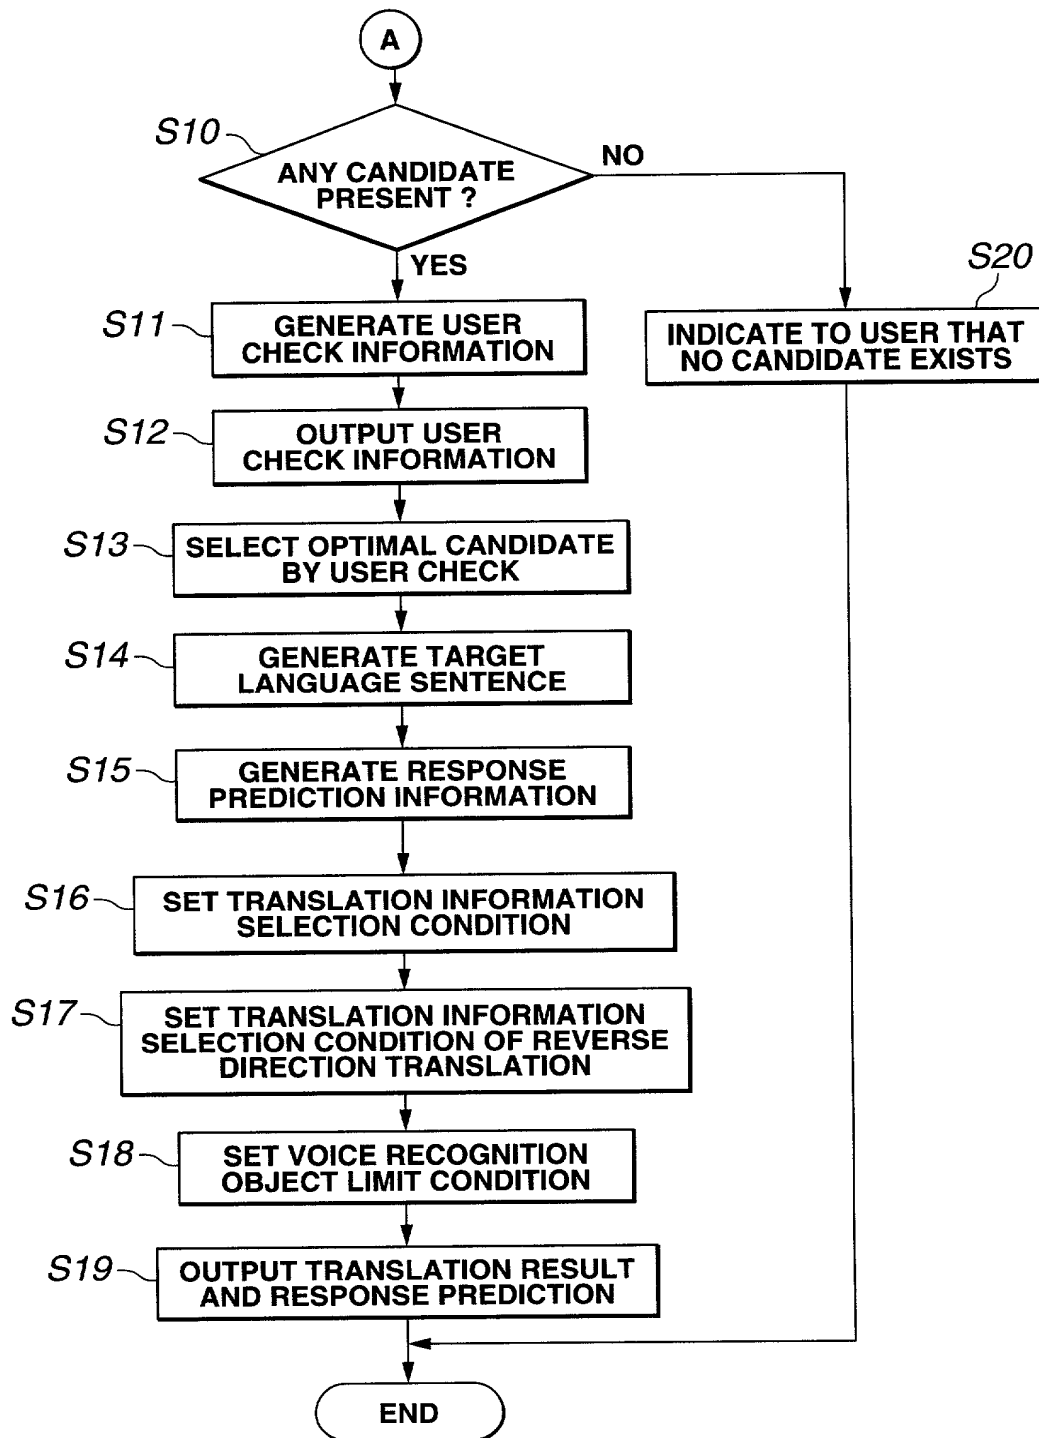 A
S10
ANY CANDIDATE
PRESENT ?
NO
YES
S20
INDICATE TO USER THAT
NO CANDIDATE EXISTS
S11
GENERATE USER
CHECK INFORMATION
S12
OUTPUT USER
CHECK INFORMATION
S13
SELECT OPTIMAL CANDIDATE
BY USER CHECK
S14
GENERATE TARGET
LANGUAGE SENTENCE
S15
GENERATE RESPONSE
PREDICTION INFORMATION
S16
SET TRANSLATION INFORMATION
SELECTION CONDITION
S17
SET TRANSLATION INFORMATION
SELECTION CONDITION OF REVERSE
DIRECTION TRANSLATION
S18
SET VOICE RECOGNITION
OBJECT LIMIT CONDITION
S19
OUTPUT TRANSLATION RESULT
AND RESPONSE PREDICTION
END